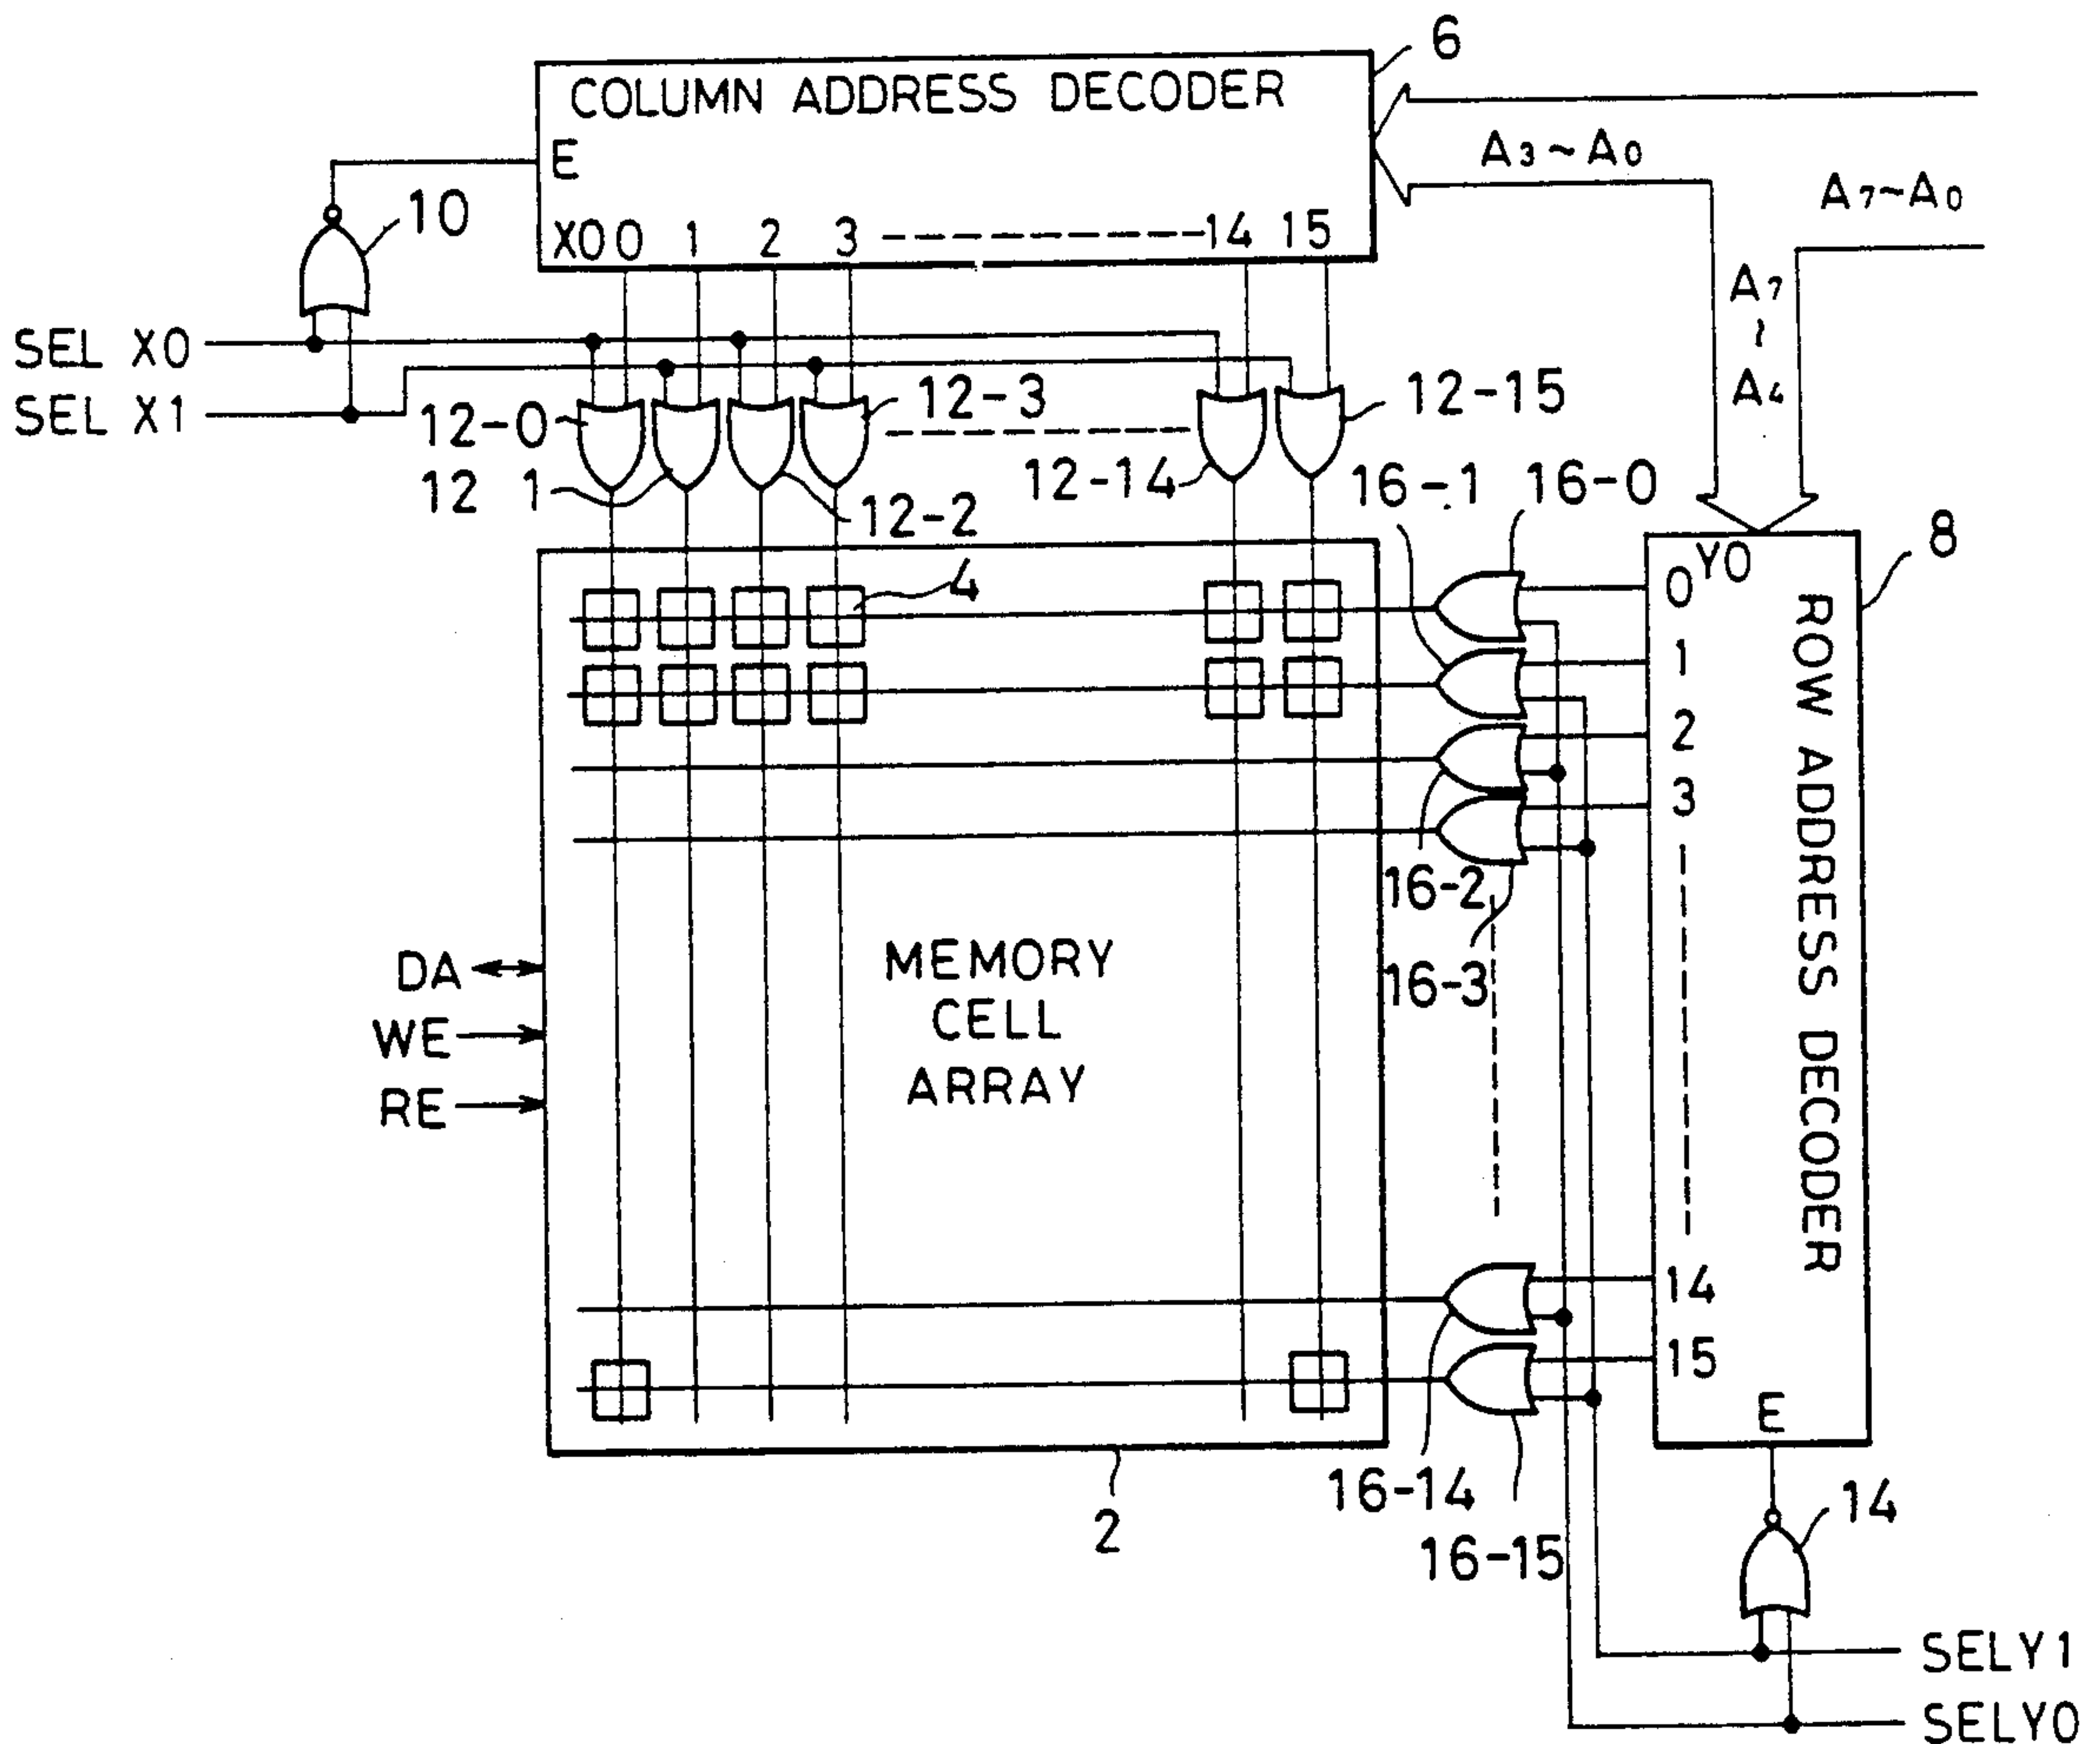 6
COLUMN ADDRESS DECODER
E
A3~A0
A7~A0
10
X0 0 1 2 3 14 15
A7
~
A4
SEL X0
SEL X1
12-0
12-3
12-15
12 1
12-2
12-14
16-1
16-0
8
4
Y0
0
1
2
3
ROW ADDRESS DECODER
16-2
16-3
DA
WE
RE
MEMORY
CELL
ARRAY
14
15
E
16-14
16-15
2
14
SELY1
SELY0